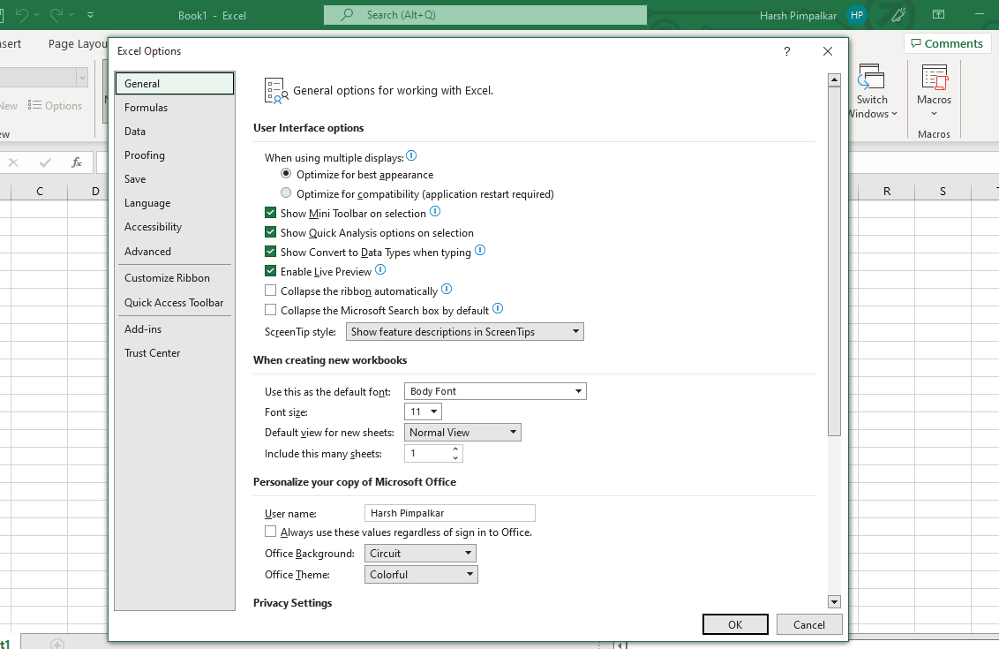 Book1 - Excel
Search (Alt+Q)
Harsh Pimpalkar
HP
Page Layou
Comments
New
Options
Switch
Windows
Macros
Macros
fx
C D R S
Excel Options
?
General
Formulas
Data
Proofing
Save
Language
Accessibility
Advanced
Customize Ribbon
Quick Access Toolbar
Add-ins
Trust Center
General options for working with Excel.
User Interface options
When using multiple displays:
Optimize for best appearance
Optimize for compatibility (application restart required)
Show Mini Toolbar on selection
Show Quick Analysis options on selection
Show Convert to Data Types when typing
Enable Live Preview
Collapse the ribbon automatically
Collapse the Microsoft Search box by default
ScreenTip style: Show feature descriptions in ScreenTips
When creating new workbooks
Use this as the default font: Body Font
Font size: 11
Default view for new sheets: Normal View
Include this many sheets: 1
Personalize your copy of Microsoft Office
User name: Harsh Pimpalkar
Always use these values regardless of sign in to Office.
Office Background: Circuit
Office Theme: Colorful
Privacy Settings
OK Cancel
t1